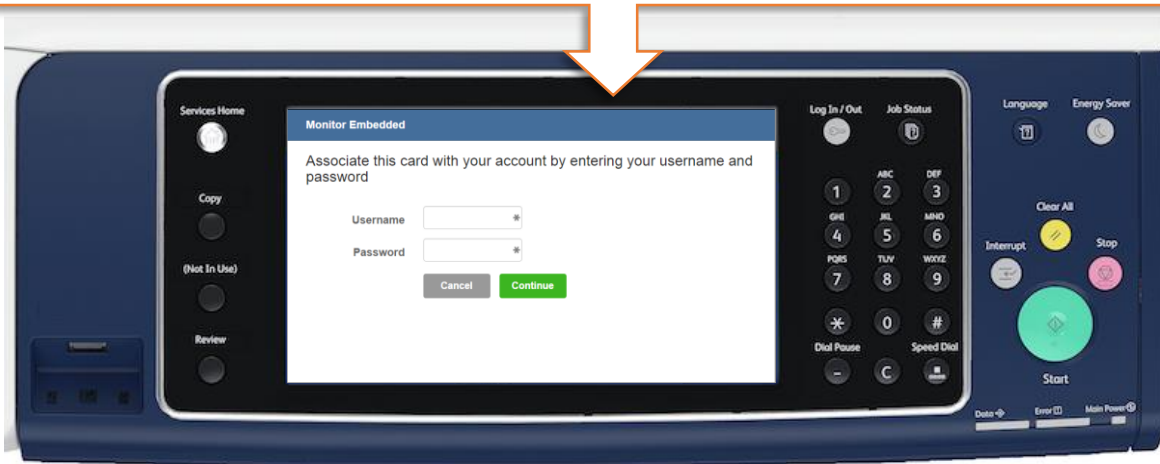 Services Home
Copy
(Not In Use)
Review
Monitor Embedded
Associate this card with your account by entering your username and
password
Username *
Password *
Cancel Continue
Log In / Out Job Status
1 ABC 2 DEF 3
GHI 4 JKL 5 MNO 6
PQRS 7 TUV 8 WXYZ 9
* 0 #
Dial Pause Speed Dial
- C
Language Energy Saver
Clear All
Interrupt Stop
Start
Data Error Main Power